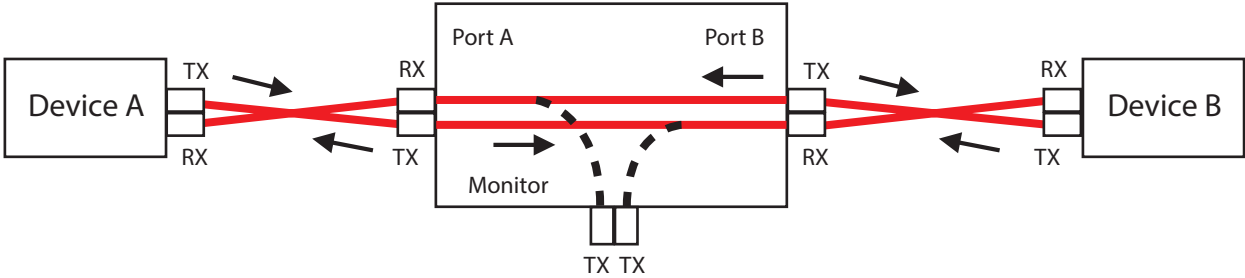 Port A
Port B
TX
RX
TX
RX
Device A
Device B
RX
TX
RX
TX
Monitor
TX TX